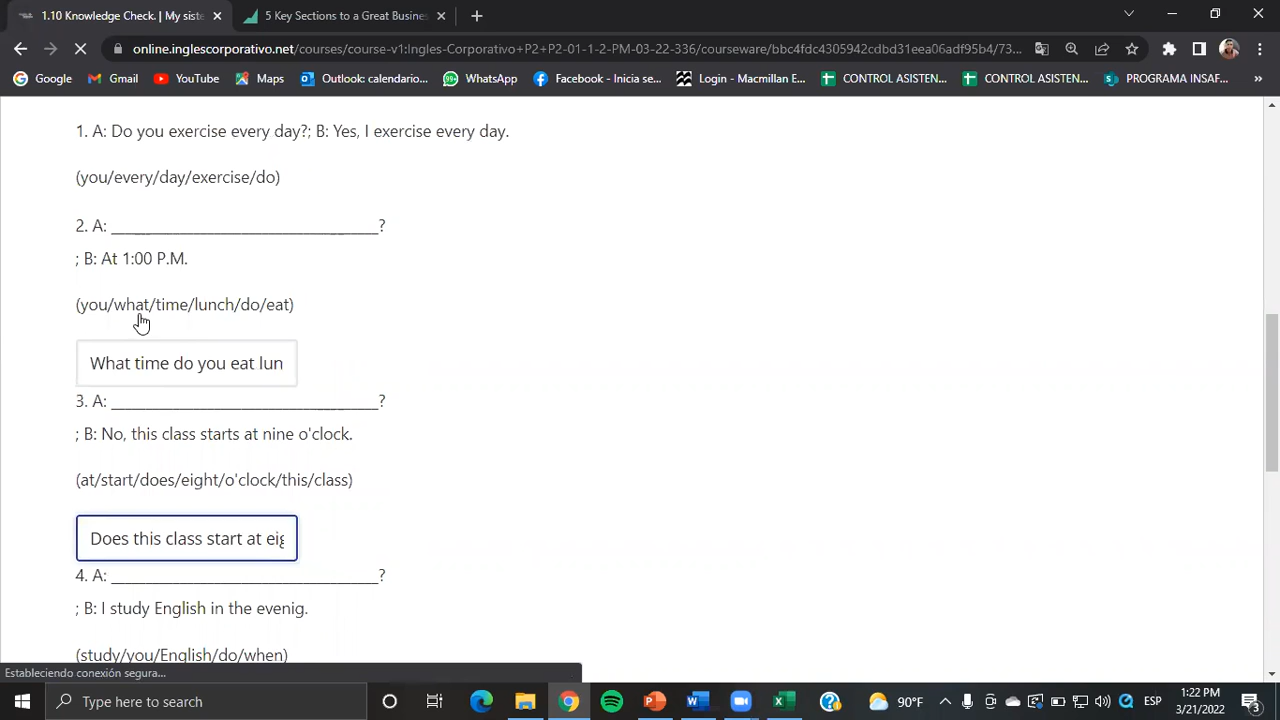 1.10 Knowledge Check. | My siste
5 Key Sections to a Great Busines
online.inglescorporativo.net/courses/course-v1:Ingles-Corporativo+P2+P2-01-1-2-PM-03-22-336/courseware/bbc4fdc4305942cdbd31eea06adf95b4/73...
Google Gmail YouTube Maps Outlook: calendario... WhatsApp Facebook - Inicia se... Login - Macmillan E... CONTROL ASISTEN... CONTROL ASISTEN... PROGRAMA INSAF... »
1. A: Do you exercise every day?; B: Yes, I exercise every day.
(you/every/day/exercise/do)
2. A: ______________________________?
; B: At 1:00 P.M.
(you/what/time/lunch/do/eat)
What time do you eat lun
3. A: ______________________________?
; B: No, this class starts at nine o'clock.
(at/start/does/eight/o'clock/this/class)
Does this class start at eig
4. A: ______________________________?
; B: I study English in the evenig.
(study/you/English/do/when)
Estableciendo conexión segura...
Type here to search
90°F
ESP
1:22 PM
3/21/2022
3